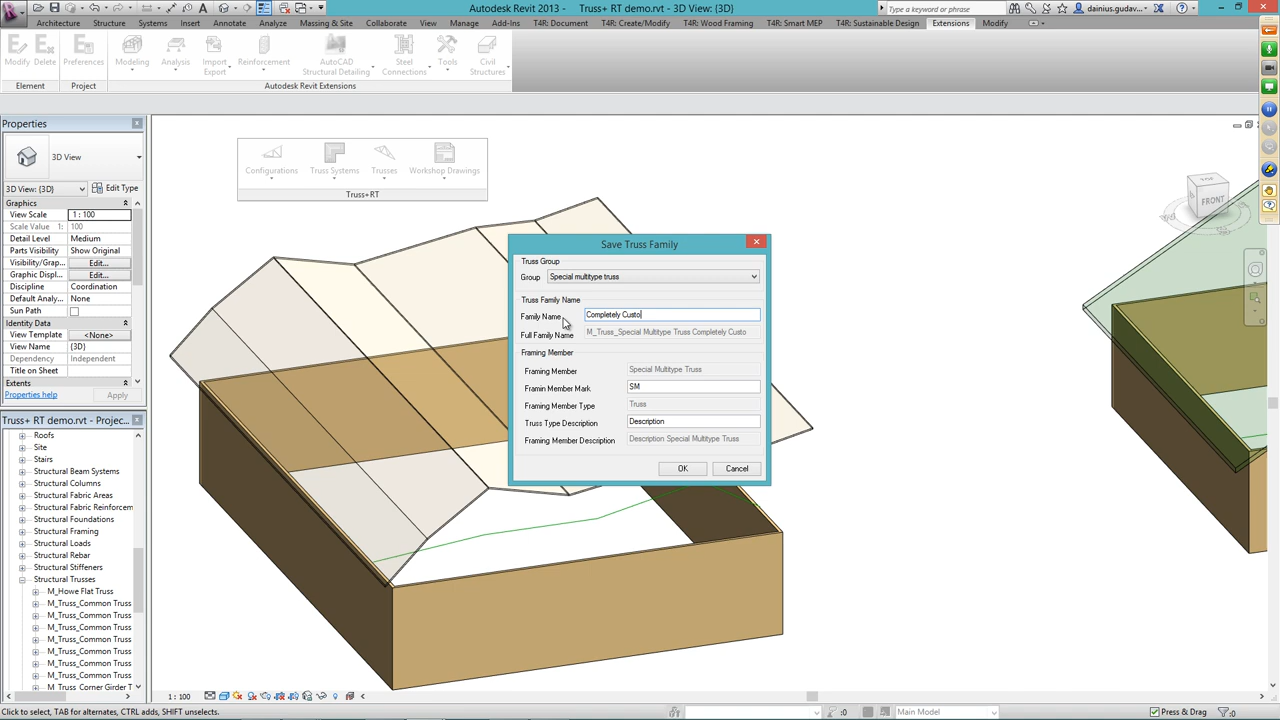 Autodesk Revit 2013 - Truss+ RT demo.rvt - 3D View: {3D}
Type a keyword or phrase
dainius.gudav...
Architecture Structure Systems Insert Annotate Analyze Massing & Site Collaborate View Manage Add-Ins T4R: Document T4R: Create/Modify T4R: Wood Framing T4R: Smart MEP T4R: Sustainable Design Extensions Modify
Modify Delete Preferences Modeling Analysis Import Export Reinforcement AutoCAD Structural Detailing Steel Connections Tools Civil Structures
Element Project Autodesk Revit Extensions
Properties
3D View
3D View: {3D} Edit Type
Graphics
View Scale 1 : 100
Scale Value 1: 100
Detail Level Medium
Parts Visibility Show Original
Visibility/Grap... Edit...
Graphic Displ... Edit...
Discipline Coordination
Default Analy... None
Sun Path
Identity Data
View Template <None>
View Name {3D}
Dependency Independent
Title on Sheet
Extents
Properties help Apply
Truss+ RT demo.rvt - Projec...
Roofs
Site
Stairs
Structural Beam Systems
Structural Columns
Structural Fabric Areas
Structural Fabric Reinforcem
Structural Foundations
Structural Framing
Structural Loads
Structural Rebar
Structural Stiffeners
Structural Trusses
M_Howe Flat Truss
M_Truss_Common Truss
M_Truss_Common Truss
M_Truss_Common Truss
M_Truss_Common Truss
M_Truss_Common Truss
M_Truss_Common Truss
M_Truss_Common Truss
M_Truss_Corner Girder T
Configurations Truss Systems Trusses Workshop Drawings
Truss+RT
FRONT
Save Truss Family
Truss Group
Group Special multitype truss
Truss Family Name
Family Name Completely Custo
Full Family Name M_Truss_Special Multitype Truss Completely Custo
Framing Member
Framing Member Special Multitype Truss
Framin Member Mark SM
Framing Member Type Truss
Truss Type Description Description
Framing Member Description Description Special Multitype Truss
OK Cancel
1 : 100
Click to select, TAB for alternates, CTRL adds, SHIFT unselects.
:0 Main Model Press & Drag :0